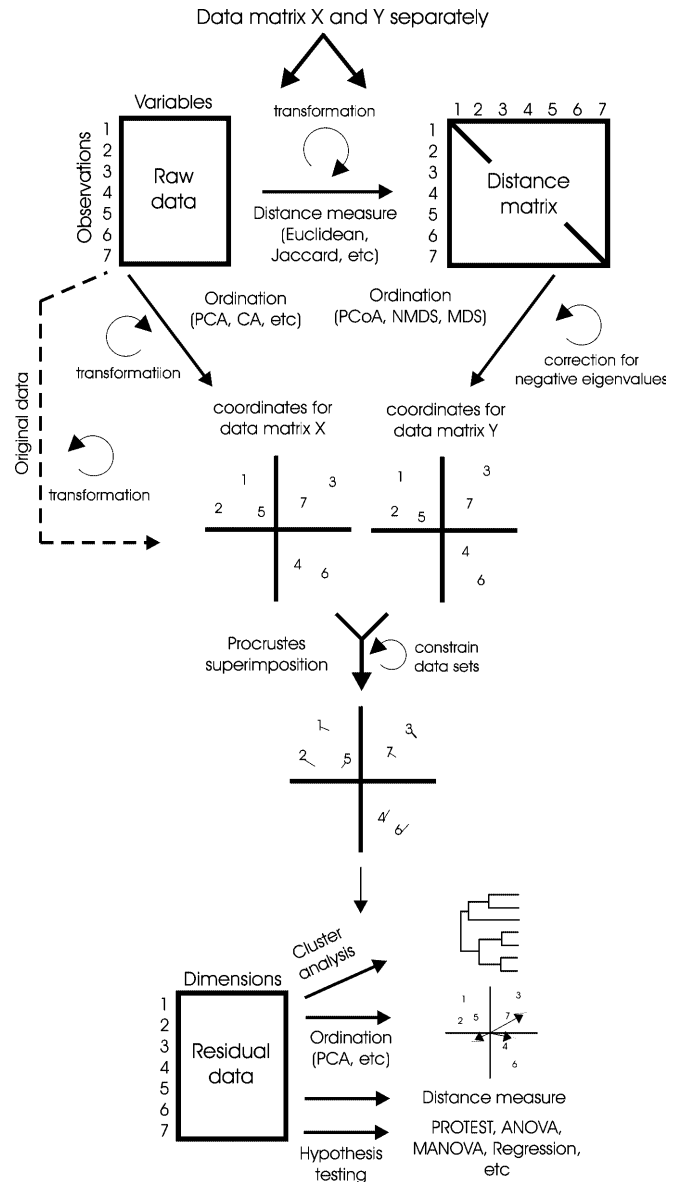 Data matrix X and Y separately
Variables
Observations
1
2
3
4
5
6
7
Raw
data
transformation
Distance measure
(Euclidean,
Jaccard, etc)
1 2 3 4 5 6 7
1
2
3
4
5
6
7
Distance
matrix
Ordination
(PCA, CA, etc)
Ordination
(PCoA, NMDS, MDS)
transformatiion
correction for
negative eigenvalues
Original data
transformation
coordinates for
data matrix X
coordinates for
data matrix Y
1
3
2
5
7
4
6
1
3
2
5
7
4
6
Procrustes
superimposition
constrain
data sets
1
3
2
5
7
4
6
Cluster
analysis
Dimensions
1
2
3
4
5
6
7
Residual
data
Ordination
(PCA, etc)
1
3
2
5
7
4
6
Distance measure
Hypothesis
testing
PROTEST, ANOVA,
MANOVA, Regression,
etc